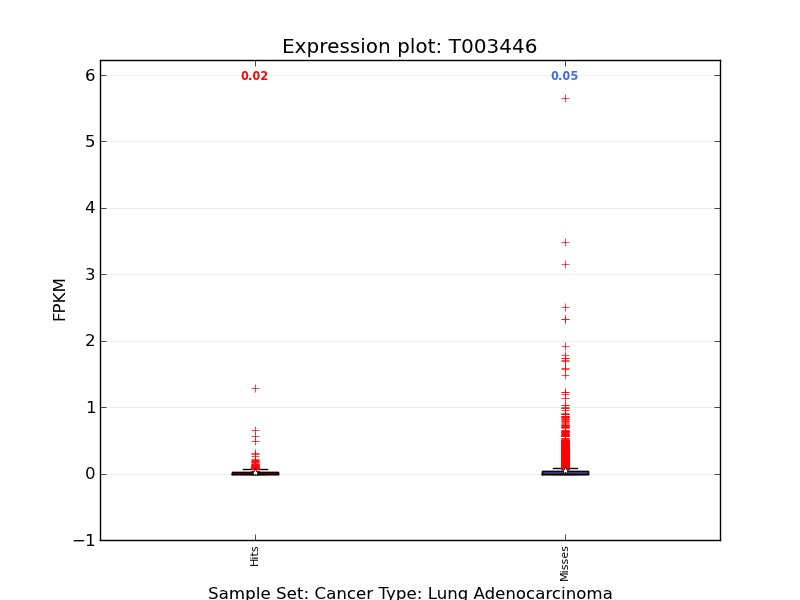 Expression plot: T003446
0.02
0.05
6
5
4
3
2
1
0
−1
FPKM
Hits
Misses
Sample Set: Cancer Type: Lung Adenocarcinoma